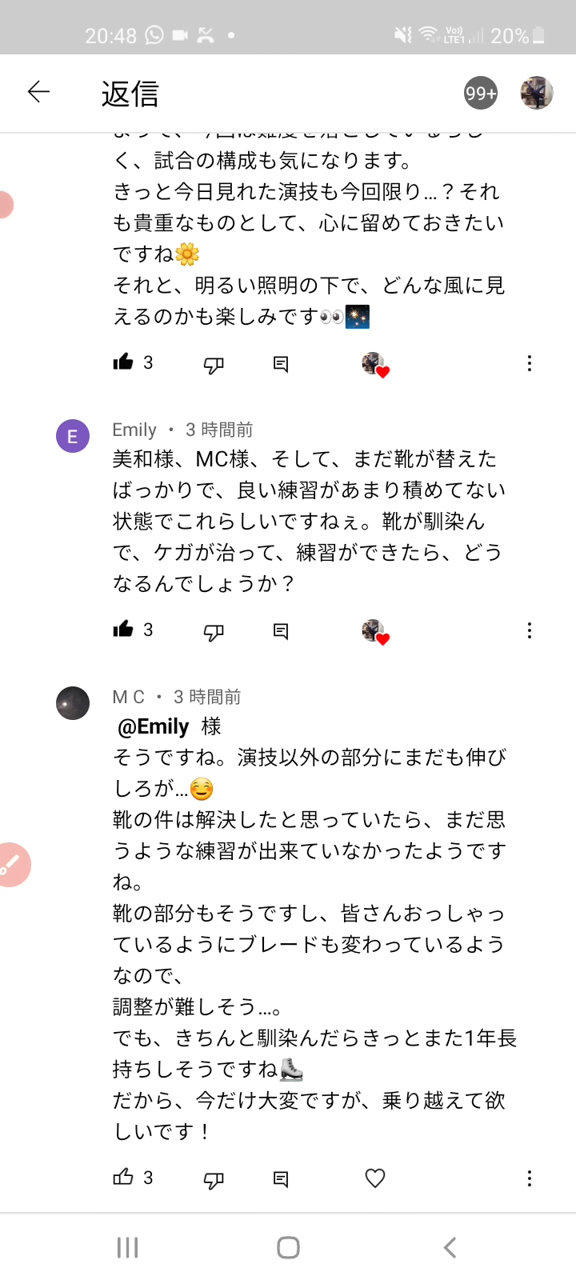 20:48
Vo))
LTE1
20%
返信
99+
く、試合の構成も気になります。
きっと今日見れた演技も今回限り…？それ
も貴重なものとして、心に留めておきたい
ですね🌼
それと、明るい照明の下で、どんな風に見
えるのかも楽しみです👀🎇
3
E
Emily ・ 3 時間前
美和様、MC様、そして、まだ靴が替えた
ばっかりで、良い練習があまり積めてない
状態でこれらしいですねぇ。靴が馴染ん
で、ケガが治って、練習ができたら、どう
なるんでしょうか？
3
M C ・ 3 時間前
@Emily 様
そうですね。演技以外の部分にまだも伸び
しろが…☺️
靴の件は解決したと思っていたら、まだ思
うような練習が出来ていなかったようです
ね。
靴の部分もそうですし、皆さんおっしゃっ
ているようにブレードも変わっているよう
なので、
調整が難しそう…。
でも、きちんと馴染んだらきっとまた1年長
持ちしそうですね⛸️
だから、今だけ大変ですが、乗り越えて欲
しいです！
3